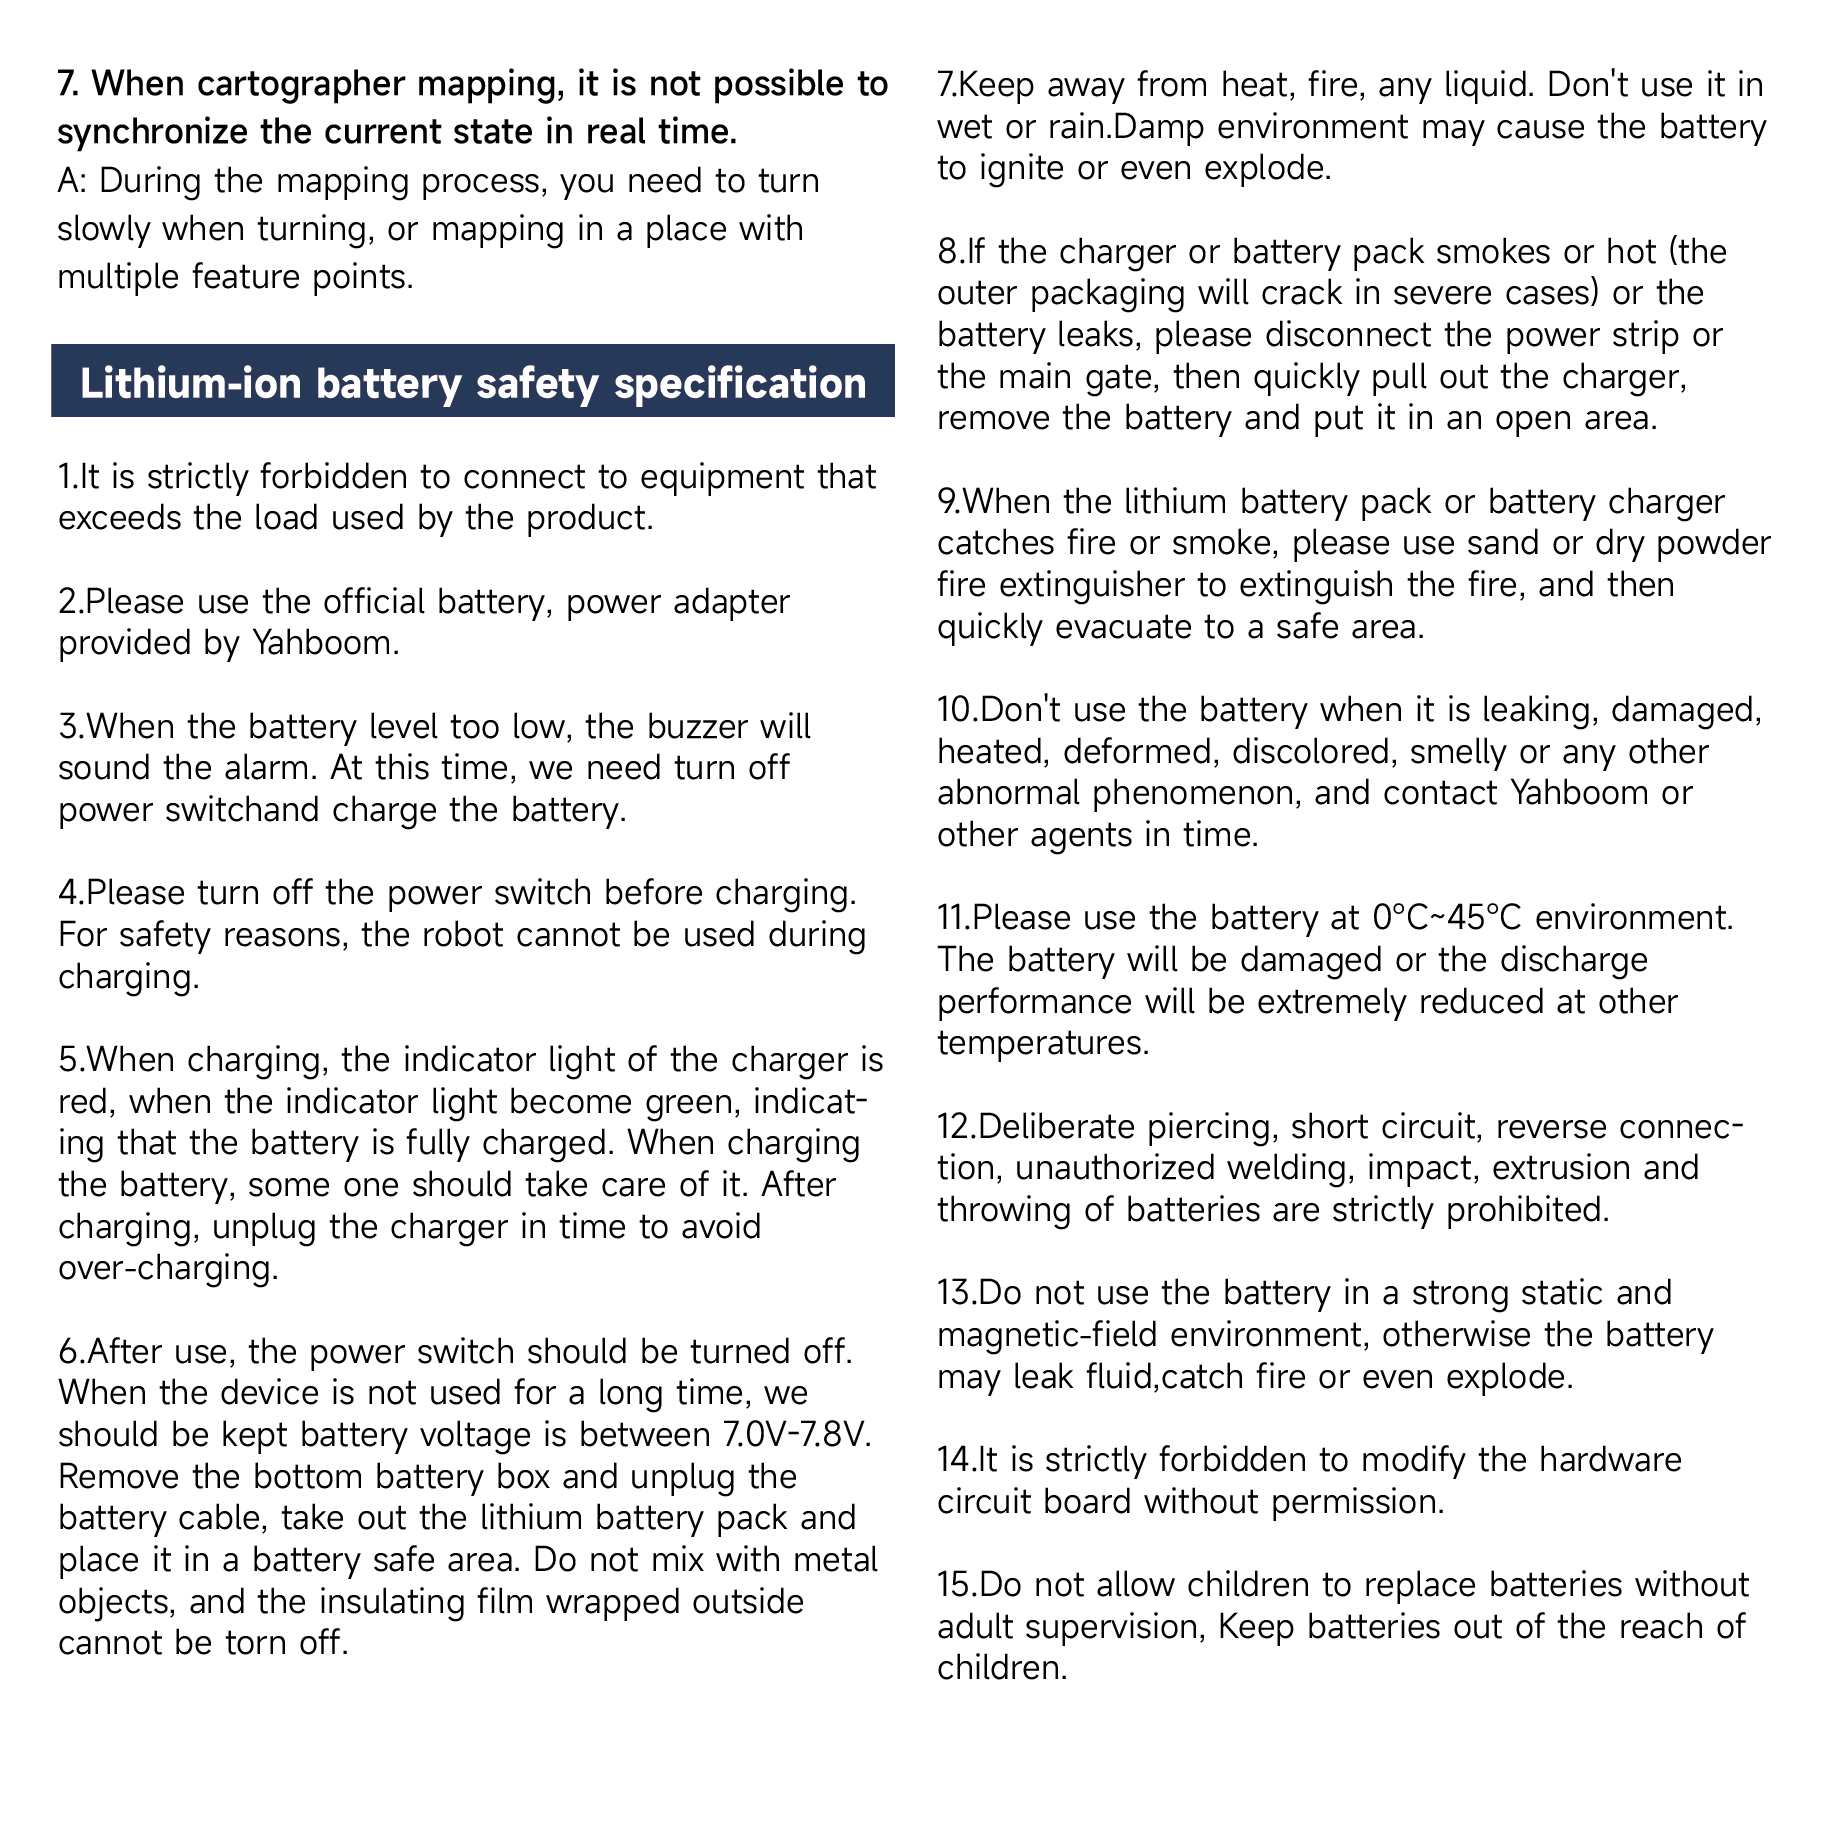 7. When cartographer mapping, it is not possible to
synchronize the current state in real time.
A: During the mapping process, you need to turn
slowly when turning, or mapping in a place with
multiple feature points.
Lithium-ion battery safety specification
1.It is strictly forbidden to connect to equipment that
exceeds the load used by the product.
2.Please use the official battery, power adapter
provided by Yahboom.
3.When the battery level too low, the buzzer will
sound the alarm. At this time, we need turn off
power switchand charge the battery.
4.Please turn off the power switch before charging.
For safety reasons, the robot cannot be used during
charging.
5.When charging, the indicator light of the charger is
red, when the indicator light become green, indicat-
ing that the battery is fully charged. When charging
the battery, some one should take care of it. After
charging, unplug the charger in time to avoid
over-charging.
6.After use, the power switch should be turned off.
When the device is not used for a long time, we
should be kept battery voltage is between 7.0V-7.8V.
Remove the bottom battery box and unplug the
battery cable, take out the lithium battery pack and
place it in a battery safe area. Do not mix with metal
objects, and the insulating film wrapped outside
cannot be torn off.
7.Keep away from heat, fire, any liquid. Don't use it in
wet or rain.Damp environment may cause the battery
to ignite or even explode.
8.If the charger or battery pack smokes or hot (the
outer packaging will crack in severe cases) or the
battery leaks, please disconnect the power strip or
the main gate, then quickly pull out the charger,
remove the battery and put it in an open area.
9.When the lithium battery pack or battery charger
catches fire or smoke, please use sand or dry powder
fire extinguisher to extinguish the fire, and then
quickly evacuate to a safe area.
10.Don't use the battery when it is leaking, damaged,
heated, deformed, discolored, smelly or any other
abnormal phenomenon, and contact Yahboom or
other agents in time.
11.Please use the battery at 0°C~45°C environment.
The battery will be damaged or the discharge
performance will be extremely reduced at other
temperatures.
12.Deliberate piercing, short circuit, reverse connec-
tion, unauthorized welding, impact, extrusion and
throwing of batteries are strictly prohibited.
13.Do not use the battery in a strong static and
magnetic-field environment, otherwise the battery
may leak fluid,catch fire or even explode.
14.It is strictly forbidden to modify the hardware
circuit board without permission.
15.Do not allow children to replace batteries without
adult supervision, Keep batteries out of the reach of
children.